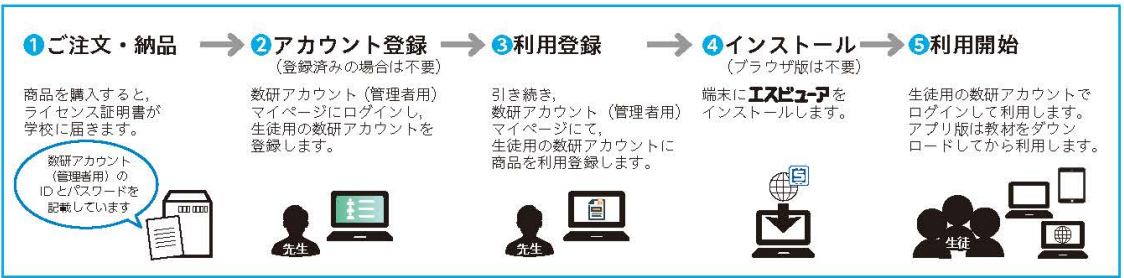 ❶ご注文・納品
商品を購入すると,
ライセンス証明書が
学校に届きます。
数研アカウント
(管理者用)の
IDとパスワードを
記載しています
❷アカウント登録
(登録済みの場合は不要)
数研アカウント(管理者用)
マイページにログインし,
生徒用の数研アカウントを
登録します。
先生
❸利用登録
引き続き,
数研アカウント(管理者用)
マイページにて,
生徒用の数研アカウントに
商品を利用登録します。
先生
❹インストール
(ブラウザ版は不要)
端末にエスビューアを
インストールします。
❺利用開始
生徒用の数研アカウントで
ログインして利用します。
アプリ版は教材をダウン
ロードしてから利用します。
生徒